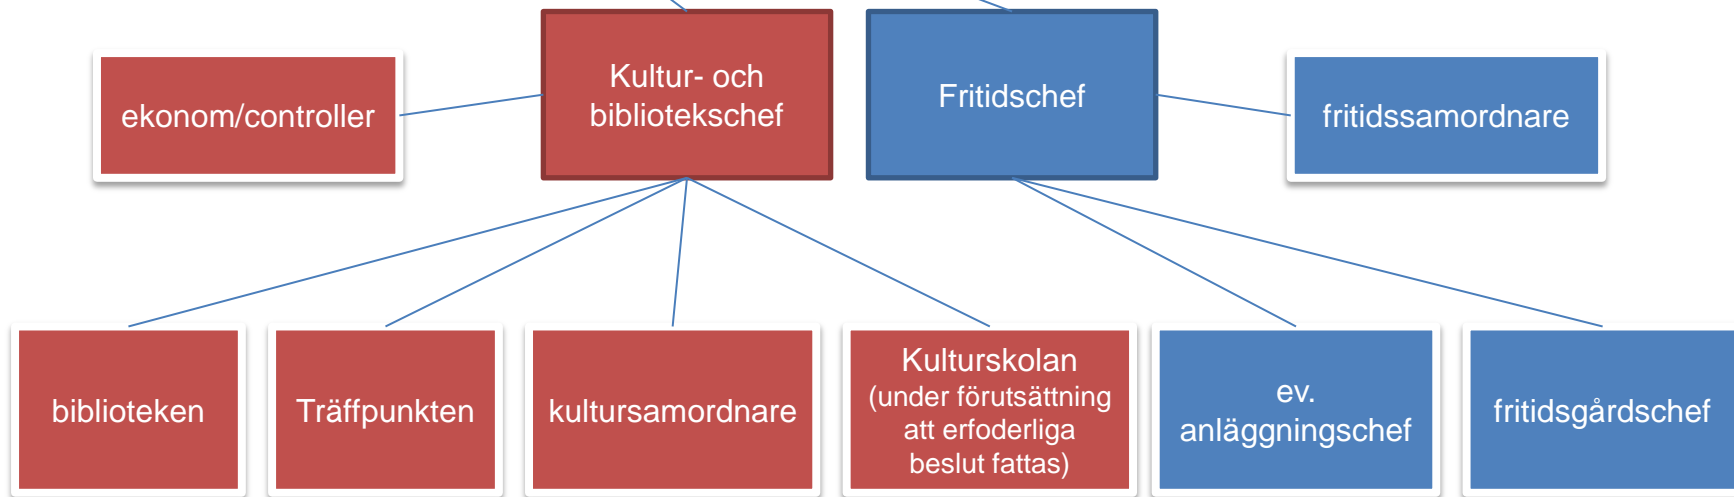 Kultur- och
bibliotekschef
Fritidschef
ekonom/controller
fritidssamordnare
biblioteken
Träffpunkten
kultursamordnare
Kulturskolan
(under förutsättning
att erfoderliga
beslut fattas)
ev.
anläggningschef
fritidsgårdschef